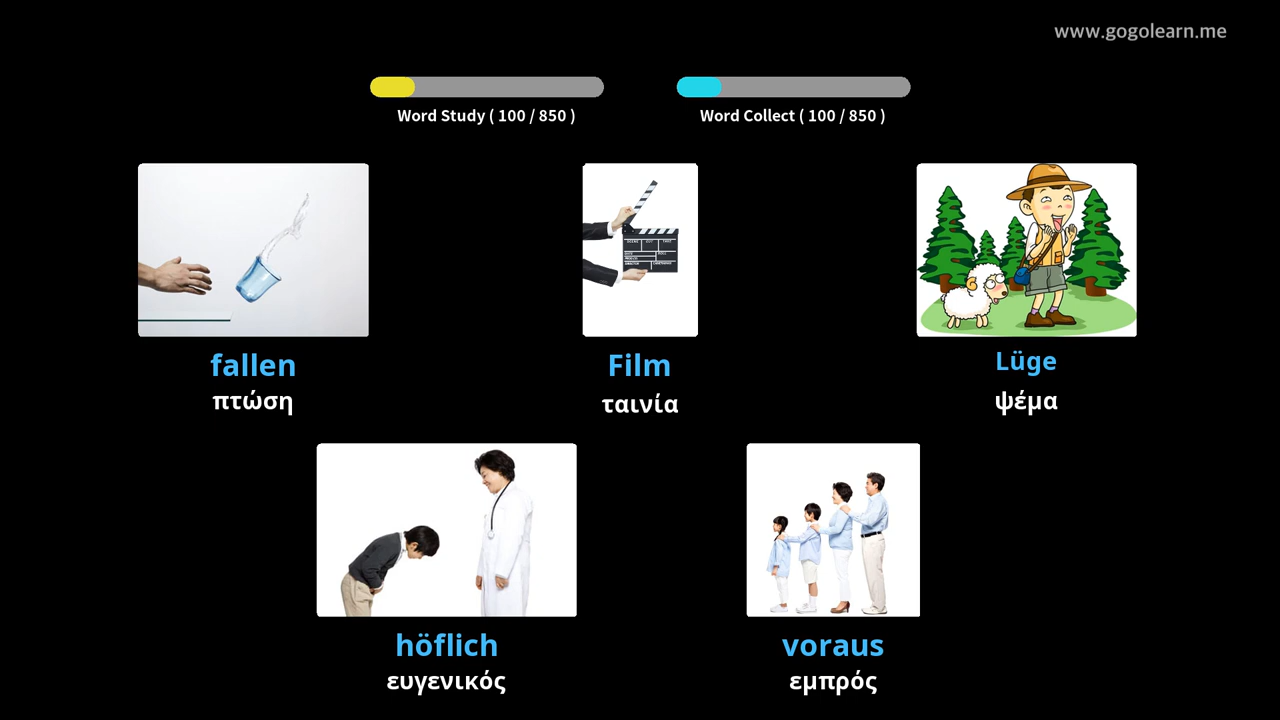 www.gogolearn.me
Word Study ( 100 / 850 )
Word Collect ( 100 / 850 )
fallen
πτώση
Film
ταινία
Lüge
ψέμα
höflich
ευγενικός
voraus
εμπρός